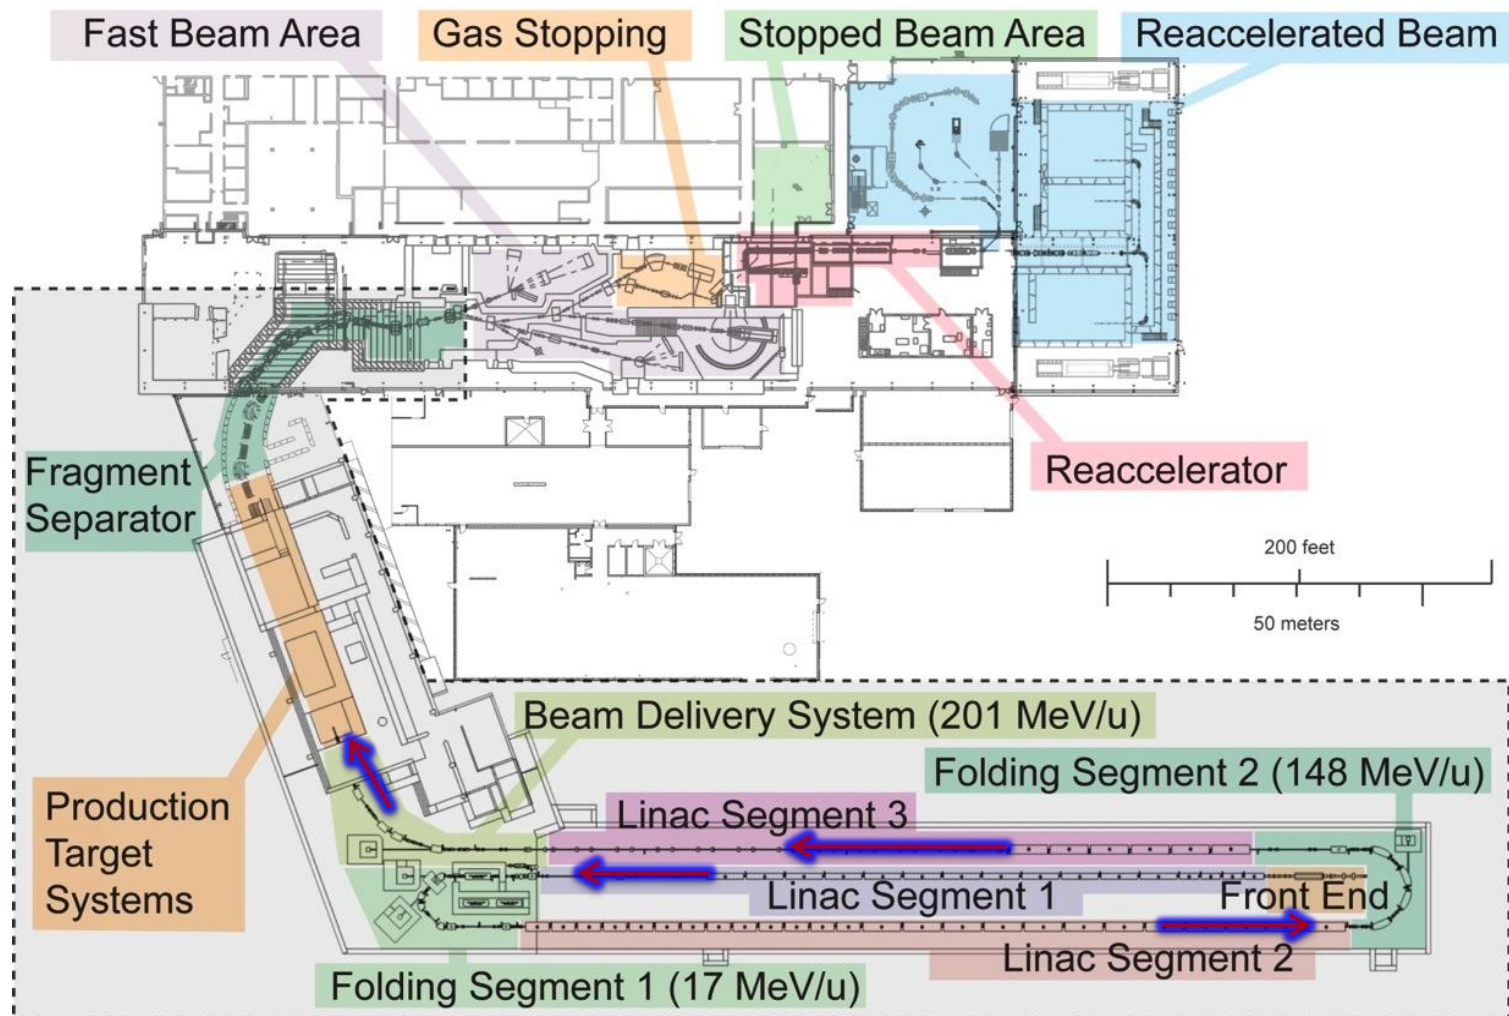 Fast Beam Area
Gas Stopping
Stopped Beam Area
Reaccelerated Beam
Fragment
Separator
Reaccelerator
200 feet
50 meters
Beam Delivery System (201 MeV/u)
Folding Segment 2 (148 MeV/u)
Production
Target
Systems
Linac Segment 3
Linac Segment 1
Front End
Linac Segment 2
Folding Segment 1 (17 MeV/u)